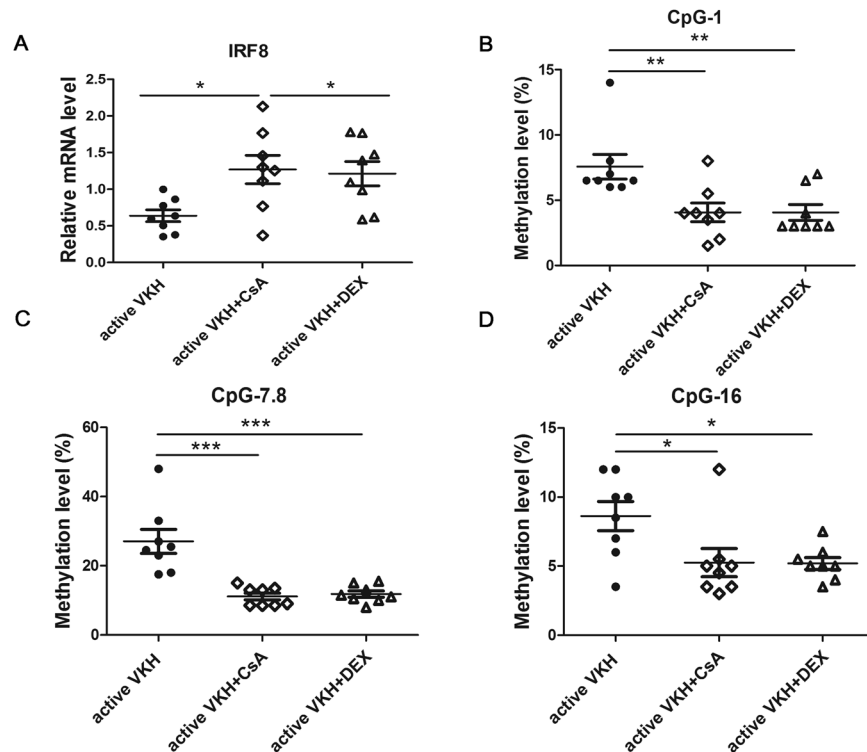 A
IRF8
Relative mRNA level
2.5
2.0
1.5
1.0
0.5
0.0
* *
active VKH
active VKH+CsA
active VKH+DEX
B
CpG-1
Methylation level (%)
15
10
5
0
**
**
active VKH
active VKH+CsA
active VKH+DEX
C
CpG-7.8
Methylation level (%)
60
40
20
0
***
***
active VKH
active VKH+CsA
active VKH+DEX
D
CpG-16
Methylation level (%)
15
10
5
0
*
*
active VKH
active VKH+CsA
active VKH+DEX